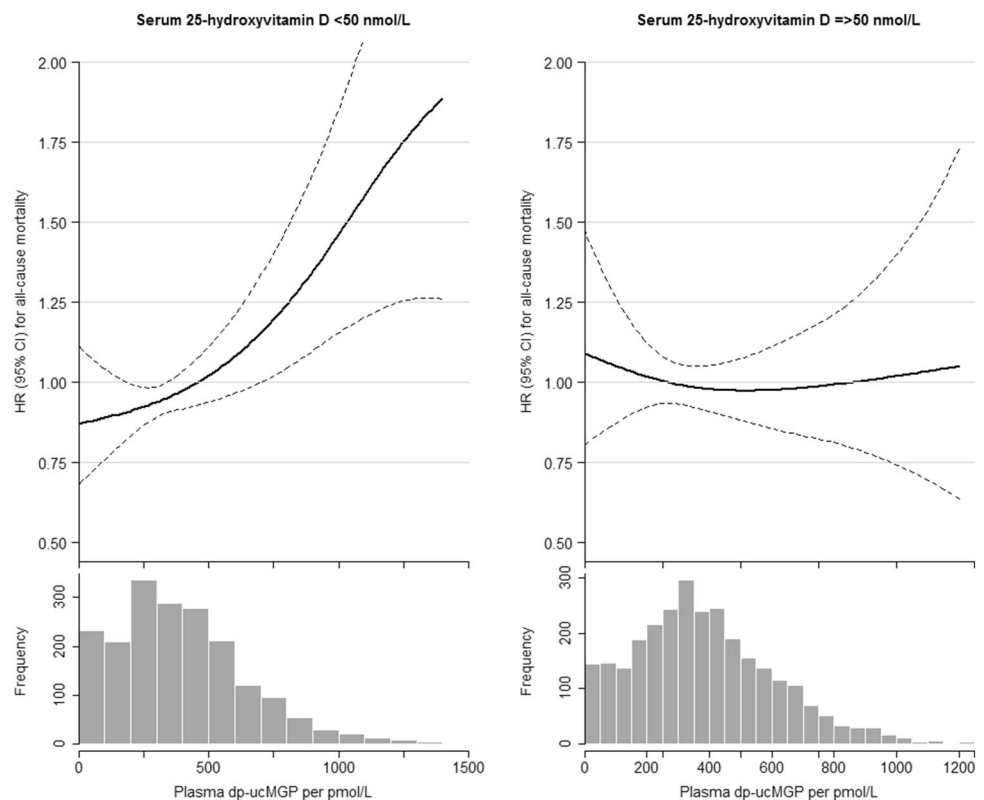 Serum 25-hydroxyvitamin D <50 nmol/L
HR (95% CI) for all-cause mortality
2.00
1.75
1.50
1.25
1.00
0.75
0.50
Frequency
300
200
100
0
0 500 1000 1500
Plasma dp-ucMGP per pmol/L
Serum 25-hydroxyvitamin D =>50 nmol/L
HR (95% CI) for all-cause mortality
2.00
1.75
1.50
1.25
1.00
0.75
0.50
Frequency
300
200
100
0
0 200 400 600 800 1000 1200
Plasma dp-ucMGP per pmol/L